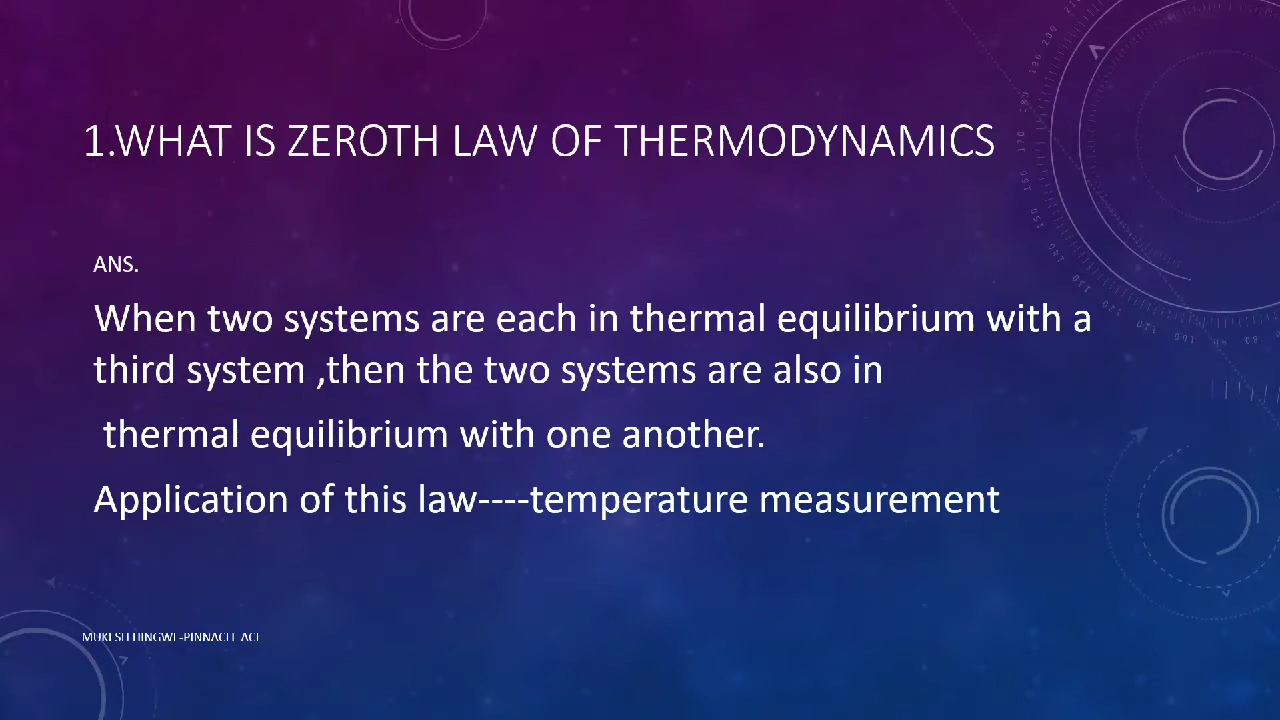 1.WHAT IS ZEROTH LAW OF THERMODYNAMICS
ANS.
When two systems are each in thermal equilibrium with a
third system ,then the two systems are also in
thermal equilibrium with one another.
Application of this law----temperature measurement